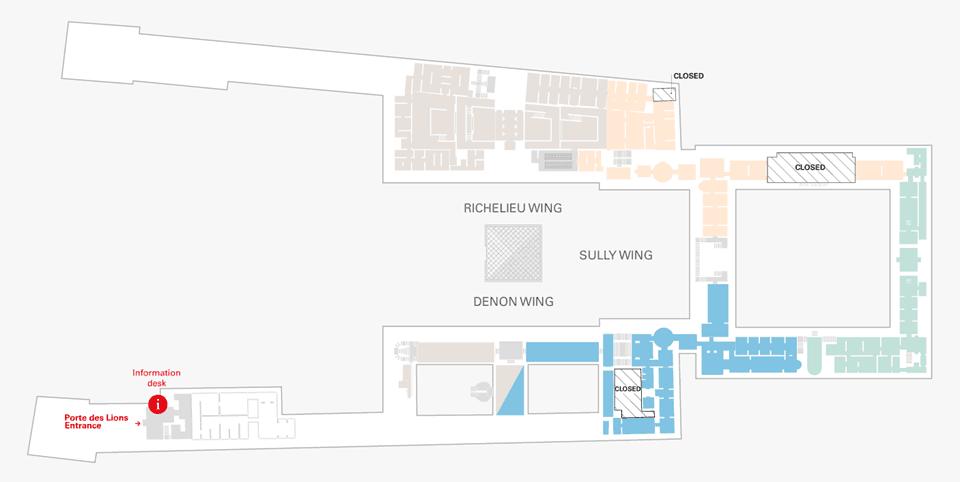 CLOSED
CLOSED
RICHELIEU WING
SULLY WING
DENON WING
Information
desk
i
CLOSED
Porte des Lions
Entrance